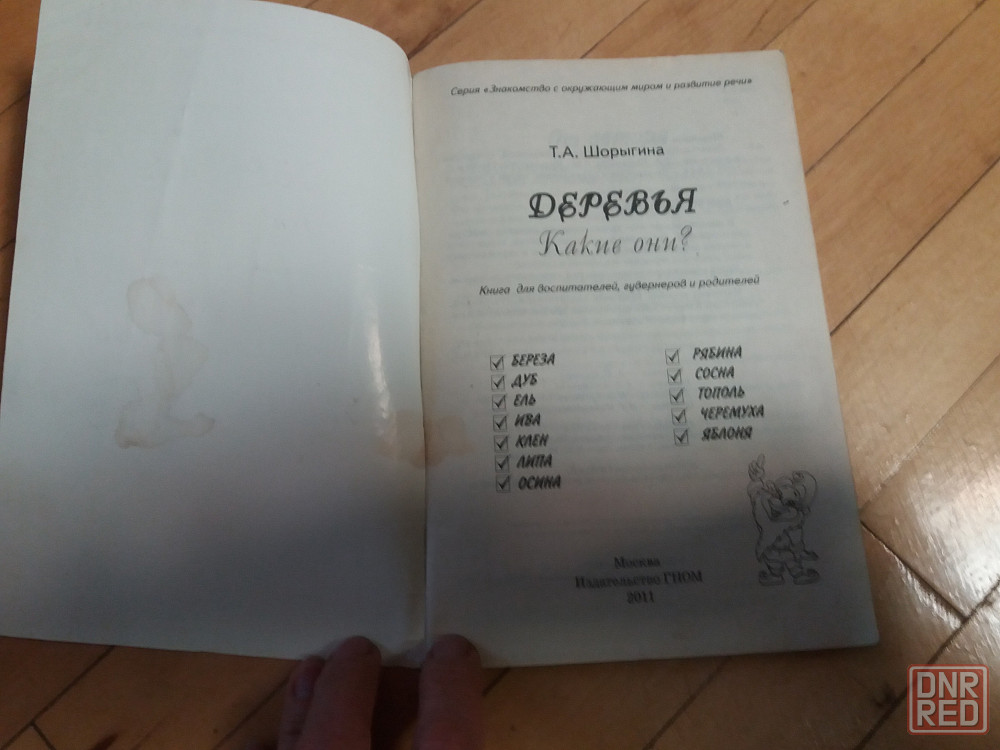 Серия «Знакомство с окружающим миром и развитие речи»
Т.А. Шорыгина
ДЕРЕВЬЯ
Какие они?
Книга для воспитателей, гувернеров и родителей
БЕРЕЗА
ДУБ
ЕЛЬ
ИВА
КЛЕН
ЛИПА
ОСИНА
РЯБИНА
СОСНА
ТОПОЛЬ
ЧЕРЕМУХА
ЯБЛОНЯ
Москва
Издательство ГНОМ
2011
DNR
RED